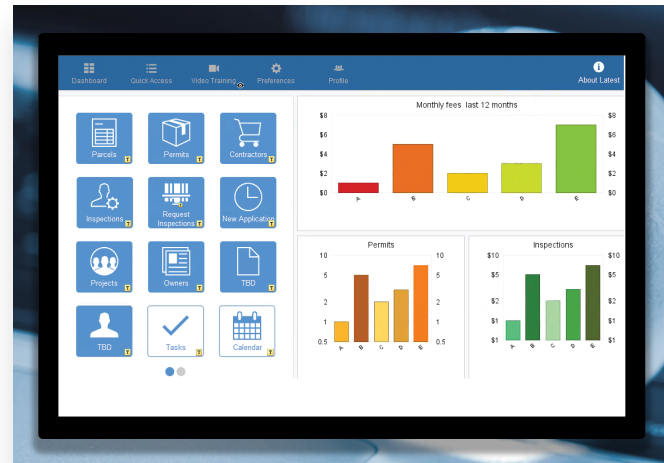 Dashboard
Quick Access
Video Training
Preferences
Profile
About Latest
Parcels
T
Permits
T
Contractors
T
Inspections
T
Request
Inspections
T
New Application
T
Projects
T
Owners
T
TBD
T
TBD
T
Tasks
T
Calendar
T
Monthly fees last 12 months
$8 $8
$6 $6
$4 $4
$2 $2
$0 $0
A B C D E
Permits
10 10
5 5
2 2
1 1
0.5 0.5
A B C D E
Inspections
$10 $10
$5 $5
$2 $2
$1 $1
$1 $1
A B C D E